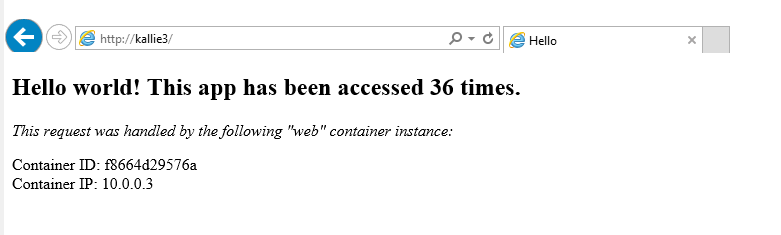 http://kallie3/
Hello
Hello world! This app has been accessed 36 times.
This request was handled by the following "web" container instance:
Container ID: f8664d29576a
Container IP: 10.0.0.3